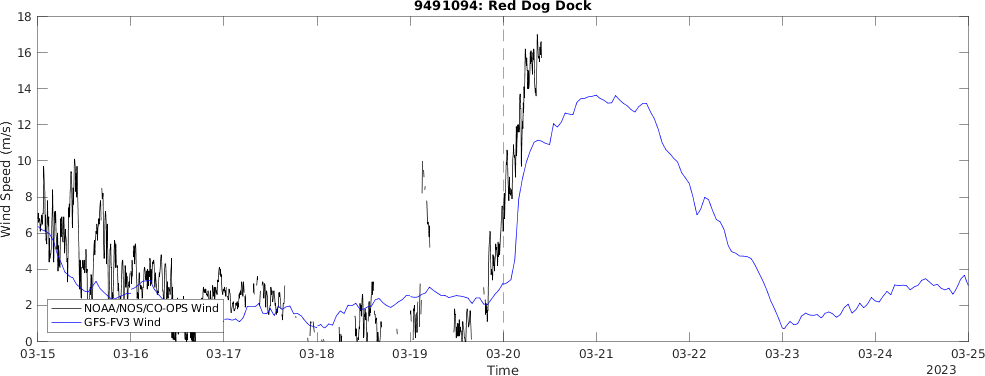 9491094: Red Dog Dock
18
16
14
12
10
8
6
4
2
0
Wind Speed (m/s)
NOAA/NOS/CO-OPS Wind
GFS-FV3 Wind
03-15 03-16 03-17 03-18 03-19 03-20 03-21 03-22 03-23 03-24 03-25
Time
2023